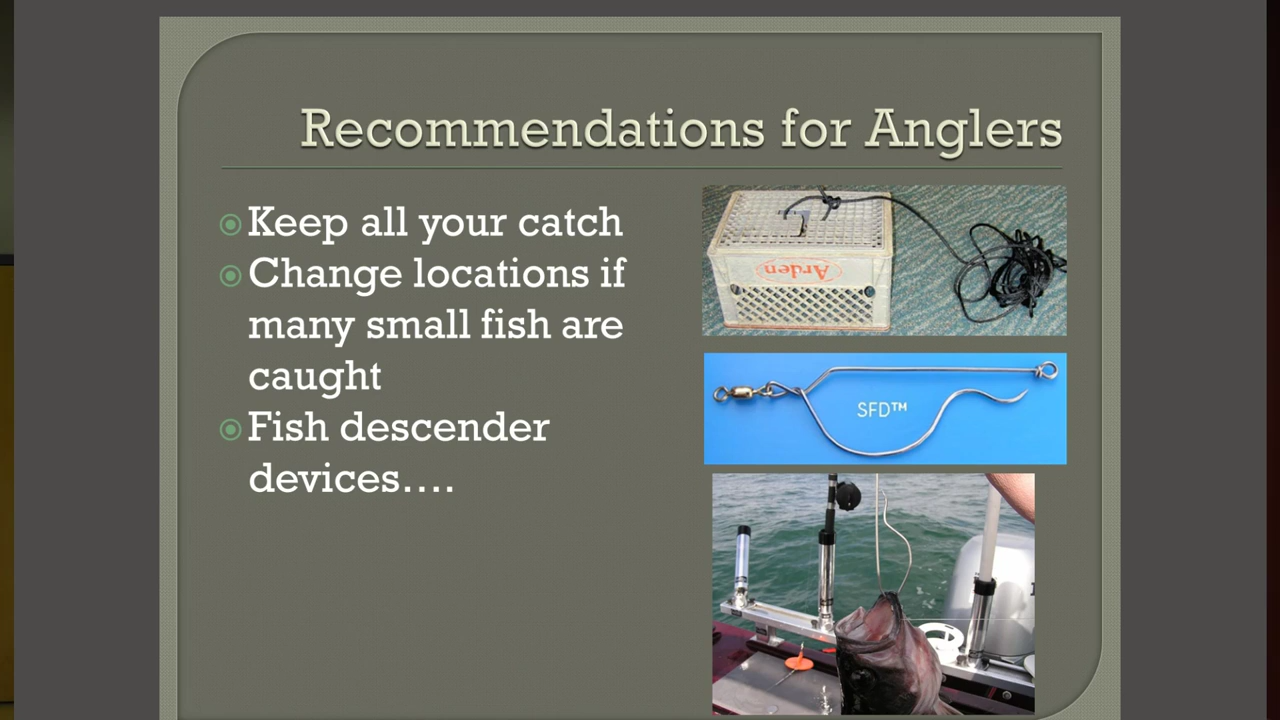 Recommendations for Anglers
Keep all your catch
Change locations if
many small fish are
caught
Fish descender
devices....
Arden
SFD™